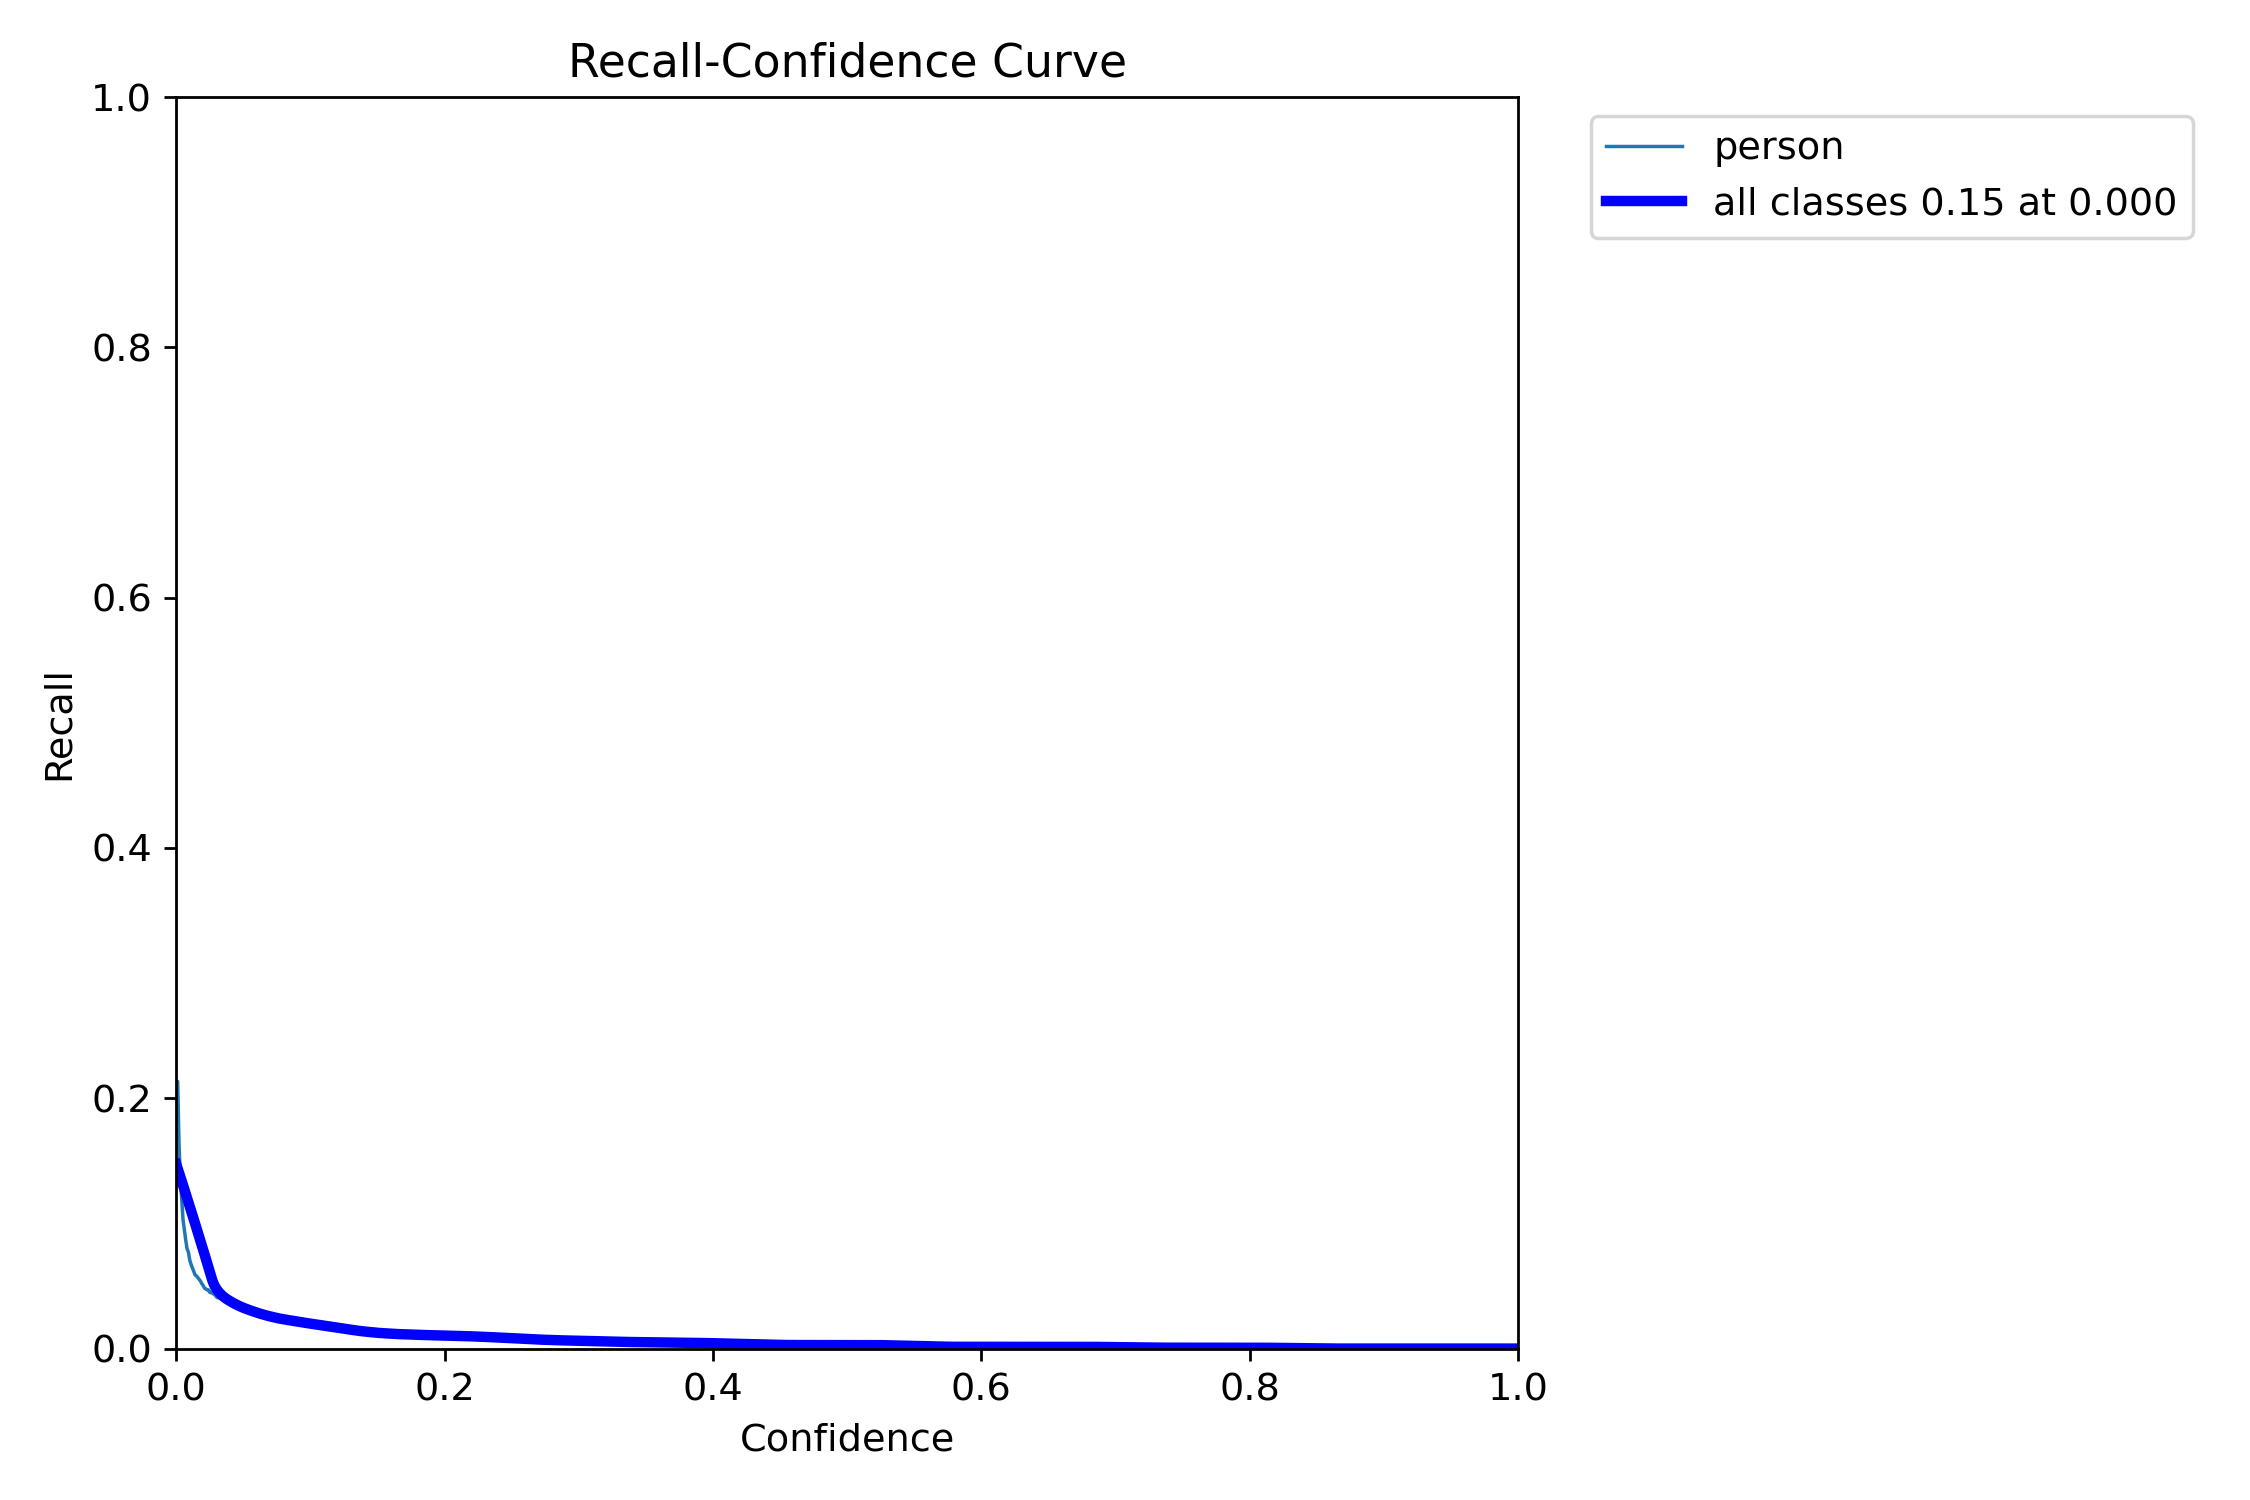 Recall-Confidence Curve
person
all classes 0.15 at 0.000
1.0
0.8
0.6
0.4
0.2
0.0
Recall
0.0 0.2 0.4 0.6 0.8 1.0
Confidence